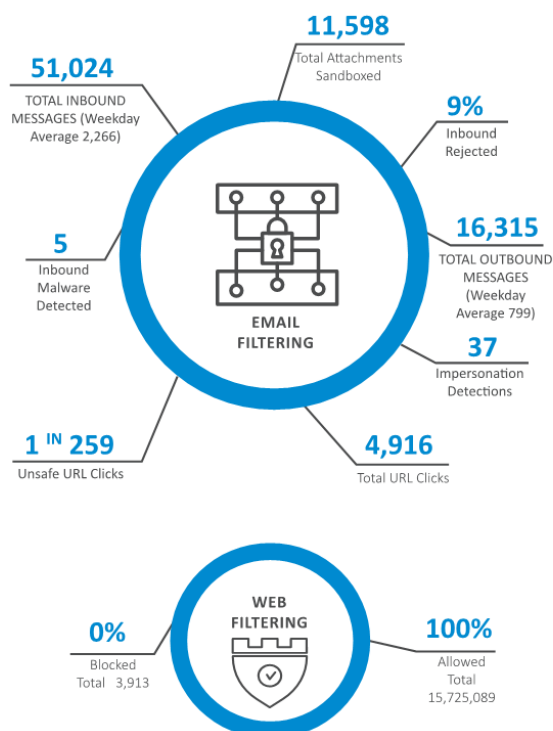 11,598
Total Attachments
Sandboxed
51,024
TOTAL INBOUND
MESSAGES (Weekday
Average 2,266)
9%
Inbound
Rejected
5
Inbound
Malware
Detected
16,315
TOTAL OUTBOUND
MESSAGES
(Weekday
Average 799)
EMAIL
FILTERING
37
Impersonation
Detections
1 IN 259
Unsafe URL Clicks
4,916
Total URL Clicks
WEB
FILTERING
0%
Blocked
Total 3,913
100%
Allowed
Total
15,725,089